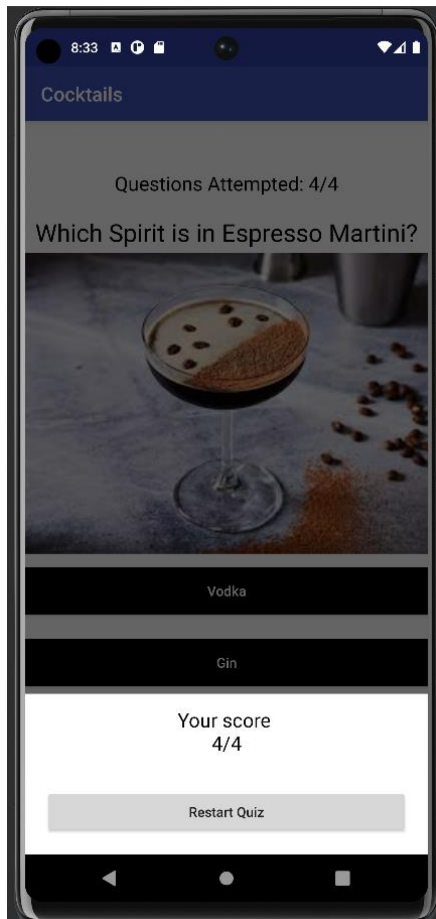 8:33
Cocktails
Questions Attempted: 4/4
Which Spirit is in Espresso Martini?
Vodka
Gin
Your score
4/4
Restart Quiz